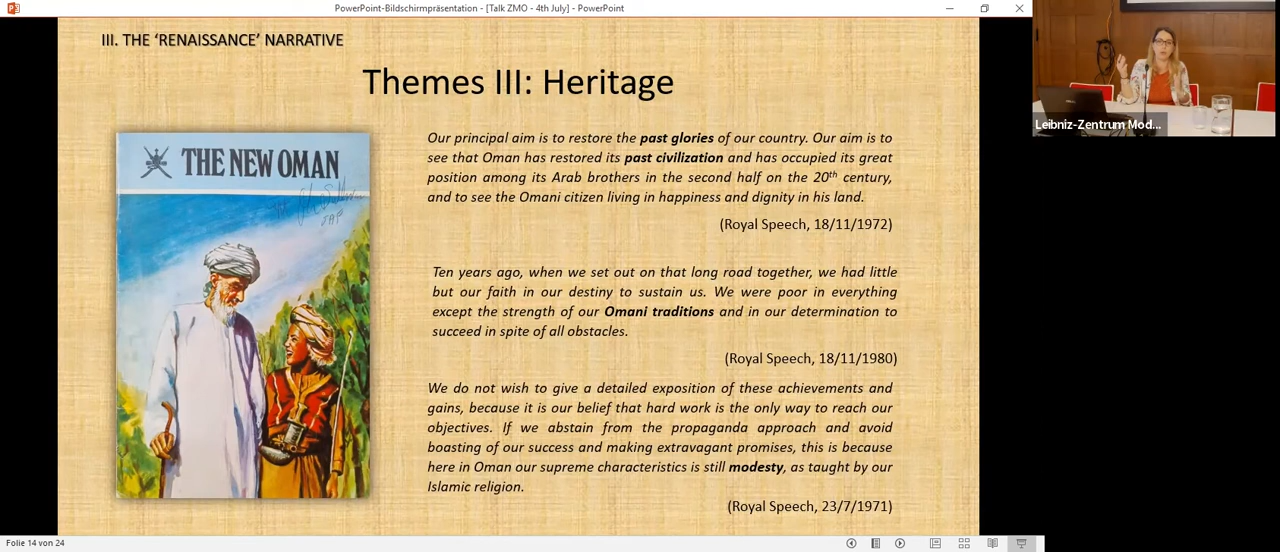 PowerPoint-Bildschirmpräsentation - [Talk ZMO - 4th July] - PowerPoint
III. THE ‘RENAISSANCE’ NARRATIVE
Themes III: Heritage
THE NEW OMAN
Our principal aim is to restore the past glories of our country. Our aim is to
see that Oman has restored its past civilization and has occupied its great
position among its Arab brothers in the second half on the 20th century,
and to see the Omani citizen living in happiness and dignity in his land.
(Royal Speech, 18/11/1972)
Ten years ago, when we set out on that long road together, we had little
but our faith in our destiny to sustain us. We were poor in everything
except the strength of our Omani traditions and in our determination to
succeed in spite of all obstacles.
(Royal Speech, 18/11/1980)
We do not wish to give a detailed exposition of these achievements and
gains, because it is our belief that hard work is the only way to reach our
objectives. If we abstain from the propaganda approach and avoid
boasting of our success and making extravagant promises, this is because
here in Oman our supreme characteristics is still modesty, as taught by our
Islamic religion.
(Royal Speech, 23/7/1971)
Leibniz-Zentrum Mod...
Folie 14 von 24